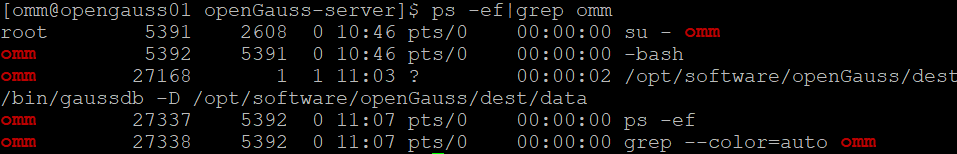 [omm@opengauss01 openGauss-server]$ ps -ef|grep omm
root      5391  2608  0 10:46 pts/0    00:00:00 su - omm
omm       5392  5391  0 10:46 pts/0    00:00:00 -bash
omm      27168     1  1 11:03 ?        00:00:02 /opt/software/openGauss/dest
/bin/gaussdb -D /opt/software/openGauss/dest/data
omm      27337  5392  0 11:07 pts/0    00:00:00 ps -ef
omm      27338  5392  0 11:07 pts/0    00:00:00 grep --color=auto omm